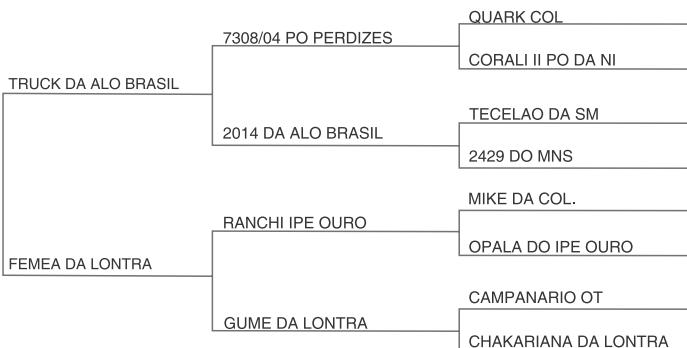 QUARK COL
7308/04 PO PERDIZES
CORALI II PO DA NI
TRUCK DA ALO BRASIL
TECELAO DA SM
2014 DA ALO BRASIL
2429 DO MNS
MIKE DA COL.
RANCHI IPE OURO
OPALA DO IPE OURO
FEMEA DA LONTRA
CAMPANARIO OT
GUME DA LONTRA
CHAKARIANA DA LONTRA